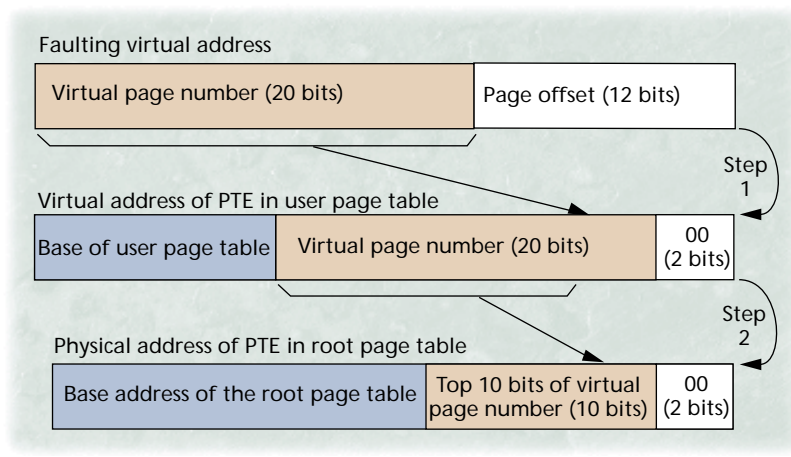 Faulting virtual address
Virtual page number (20 bits)
Page offset (12 bits)
Step
1
Virtual address of PTE in user page table
Base of user page table
Virtual page number (20 bits)
00
(2 bits)
Step
2
Physical address of PTE in root page table
Base address of the root page table
Top 10 bits of virtual
page number (10 bits)
00
(2 bits)